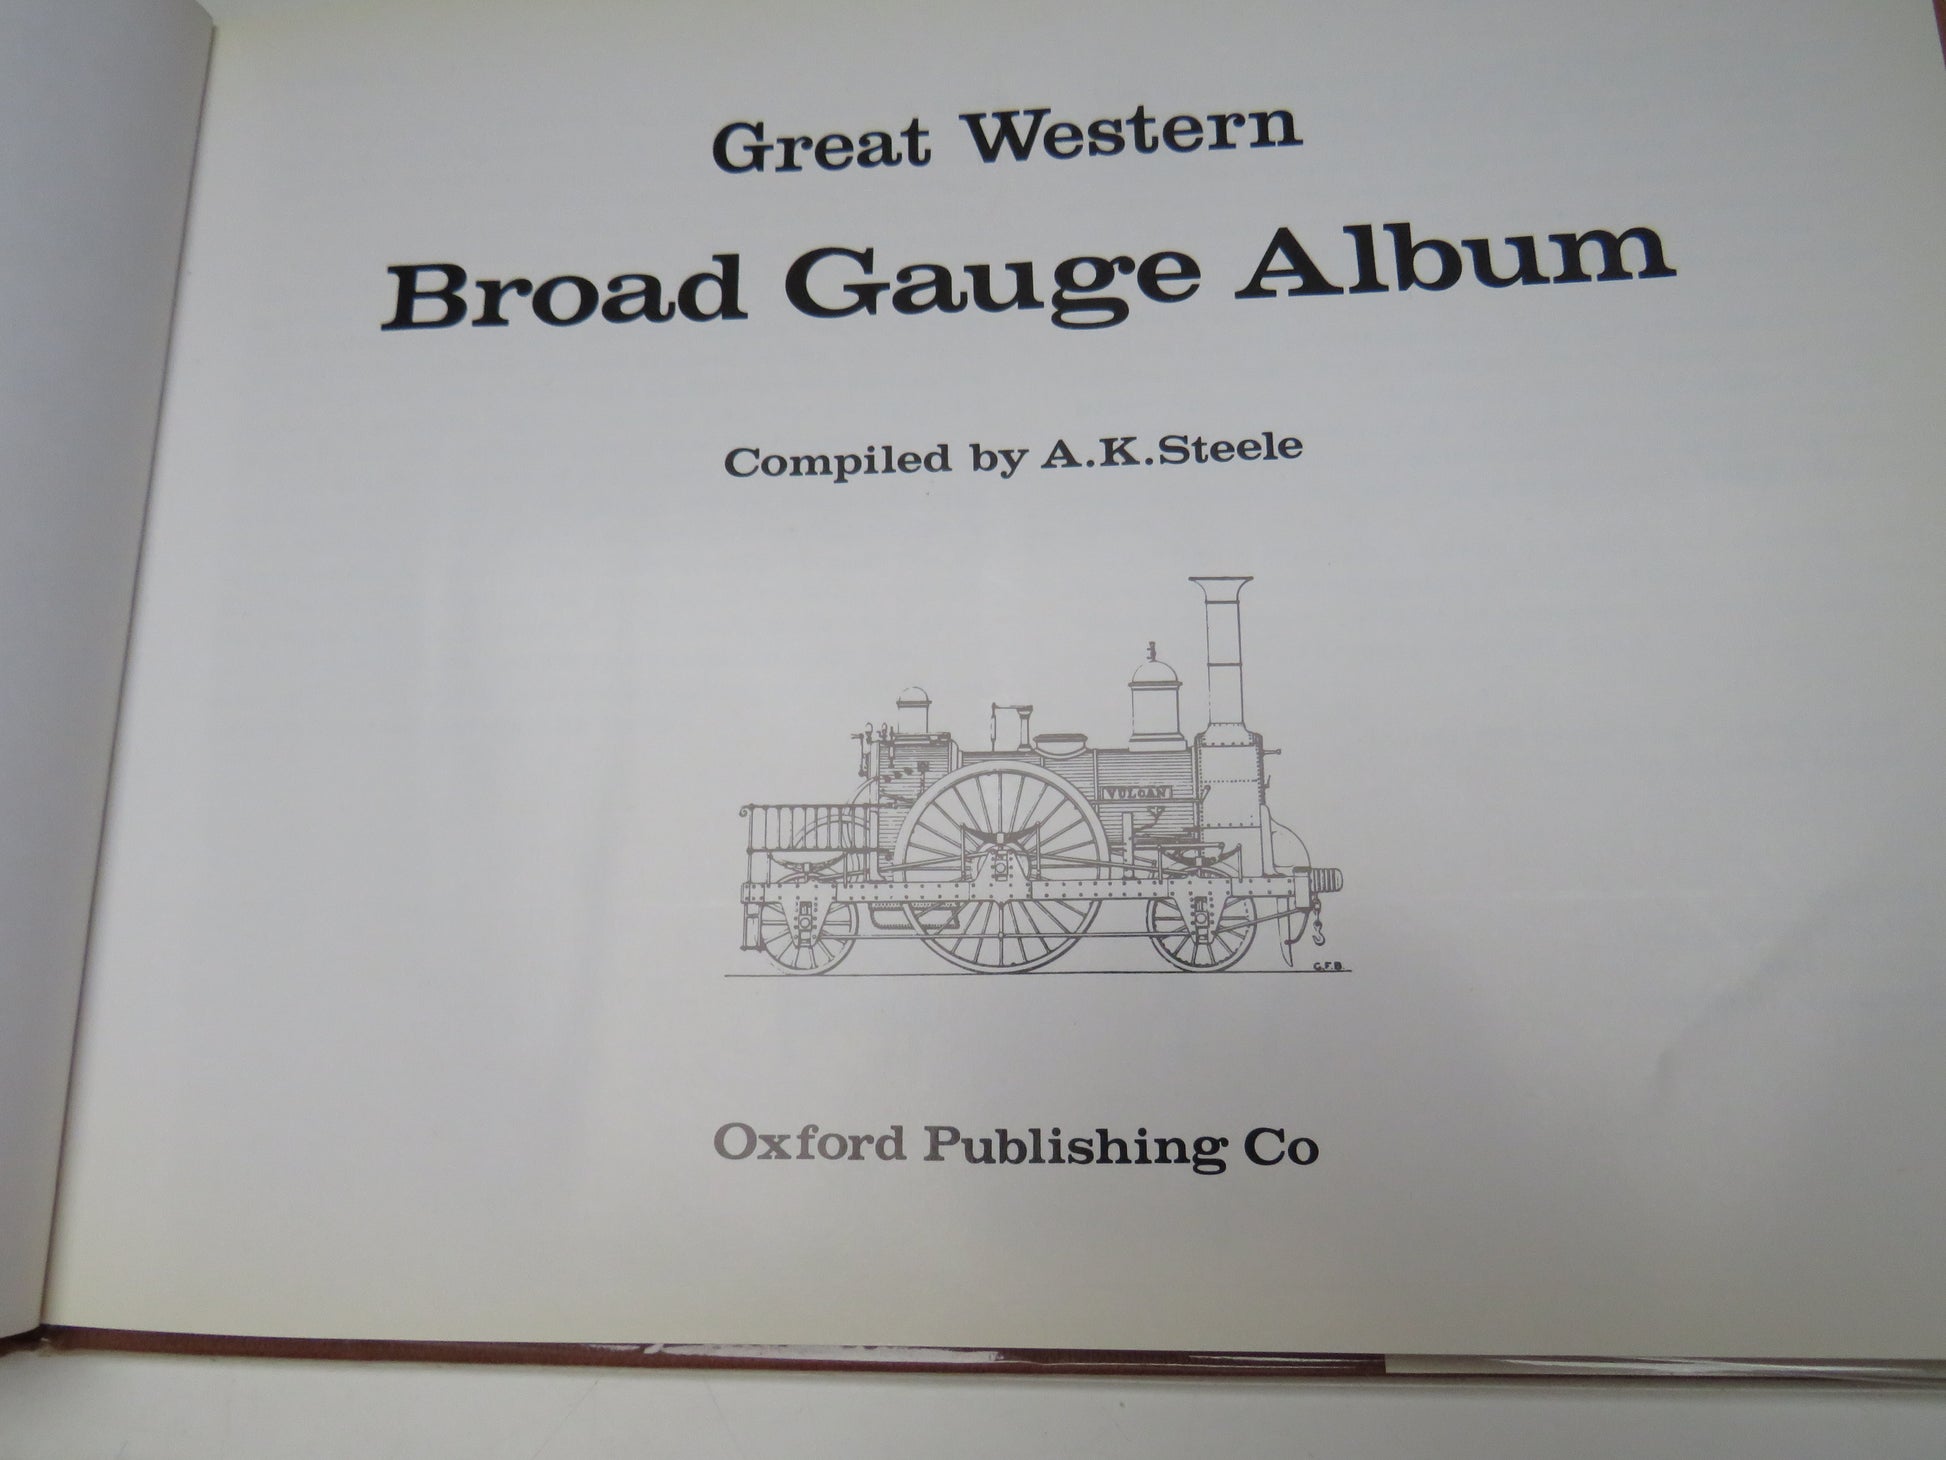 Great Western
Broad Gauge Album
Compiled by A.K.Steele
VULCAN
G.F.B.
Oxford Publishing Co